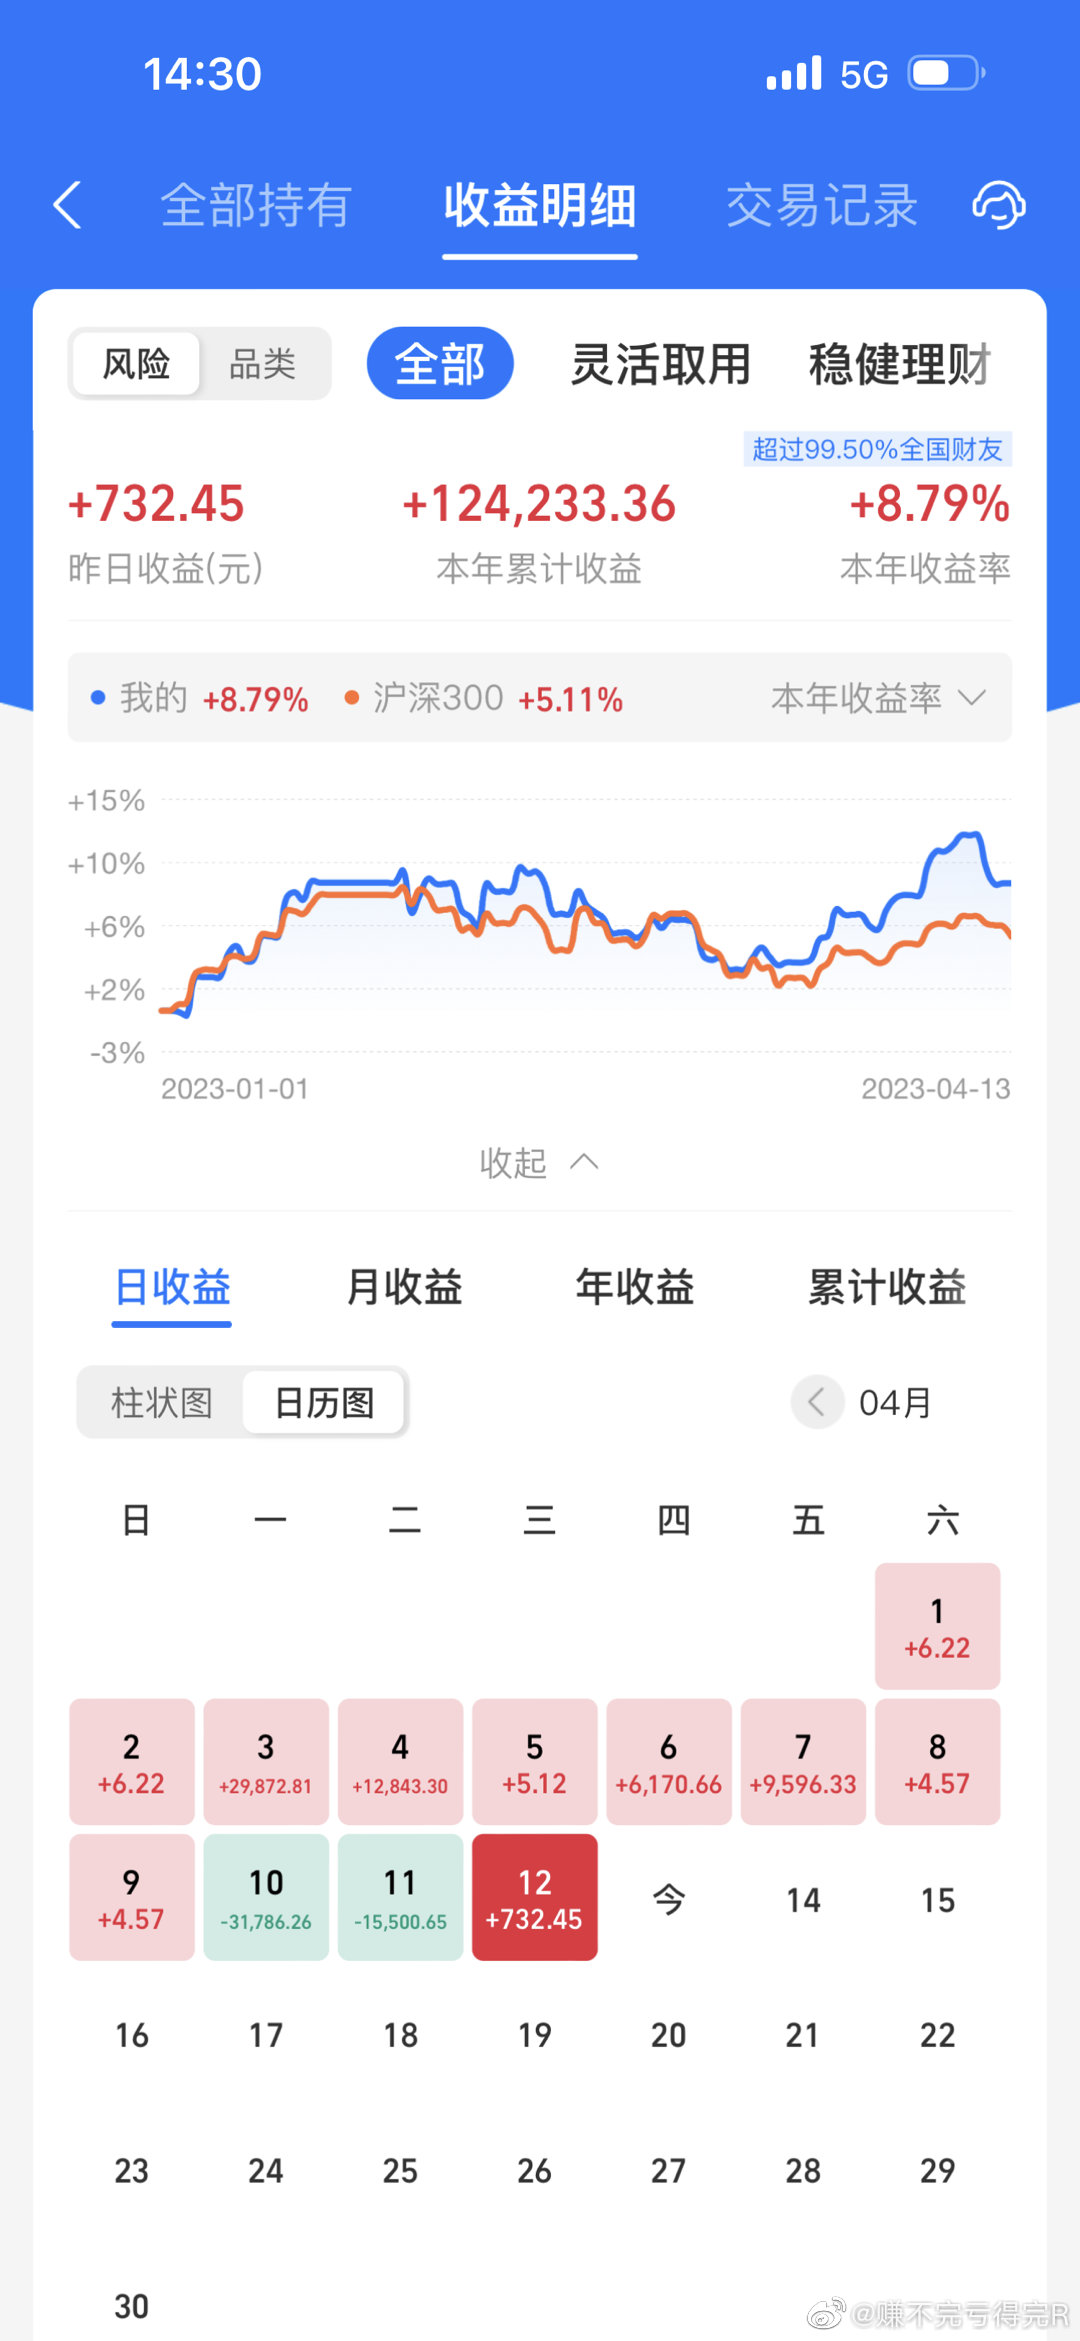 14:30 5G
全部持有 收益明细 交易记录
风险 品类 全部 灵活取用 稳健理财
超过99.50%全国财友
+732.45 +124,233.36 +8.79%
昨日收益(元) 本年累计收益 本年收益率
我的 +8.79% 沪深300 +5.11% 本年收益率
+15%
+10%
+6%
+2%
-3%
2023-01-01 2023-04-13
收起
日收益 月收益 年收益 累计收益
柱状图 日历图 04月
日 一 二 三 四 五 六
1
+6.22
2 3 4 5 6 7 8
+6.22 +29,872.81 +12,843.30 +5.12 +6,170.66 +9,596.33 +4.57
9 10 11 12 今 14 15
+4.57 -31,786.26 -15,500.65 +732.45
16 17 18 19 20 21 22
23 24 25 26 27 28 29
30
@赚不完亏得完R